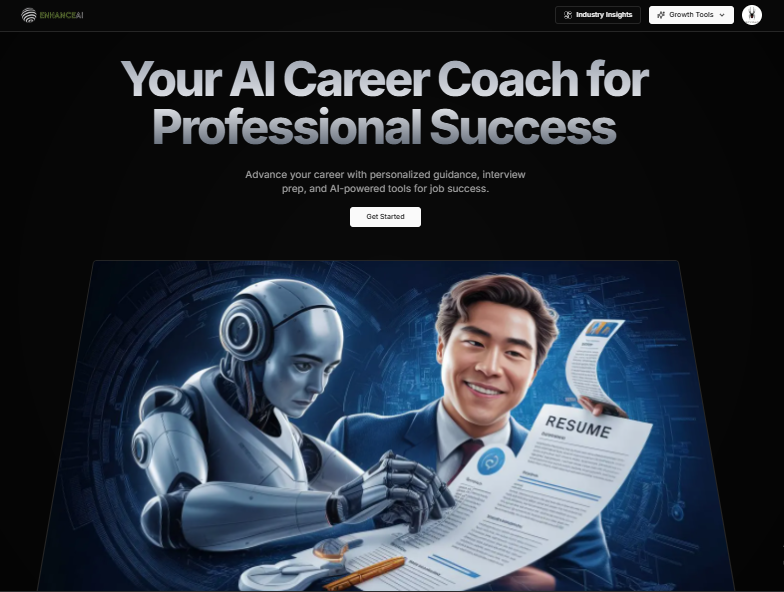 ENHANCEAI
Industry Insights
Growth Tools
Your AI Career Coach for
Professional Success
Advance your career with personalized guidance, interview
prep, and AI-powered tools for job success.
Get Started
RESUME